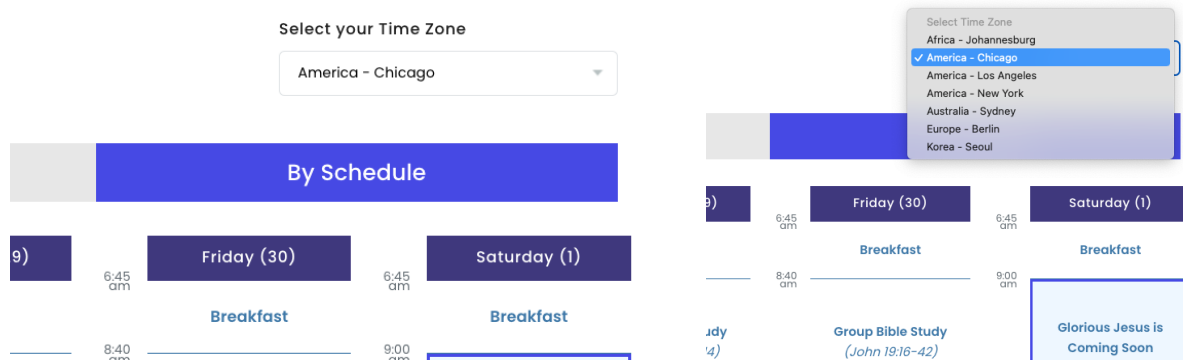 Select your Time Zone
America - Chicago
By Schedule
9)
Friday (30)
Saturday (1)
6:45
am
6:45
am
Breakfast
Breakfast
8:40
am
9:00
am
Select Time Zone
Africa - Johannesburg
✓ America - Chicago
America - Los Angeles
America - New York
Australia - Sydney
Europe - Berlin
Korea - Seoul
9)
Friday (30)
Saturday (1)
6:45
am
6:45
am
Breakfast
Breakfast
8:40
am
9:00
am
udy
4)
Group Bible Study
(John 19:16-42)
Glorious Jesus is
Coming Soon